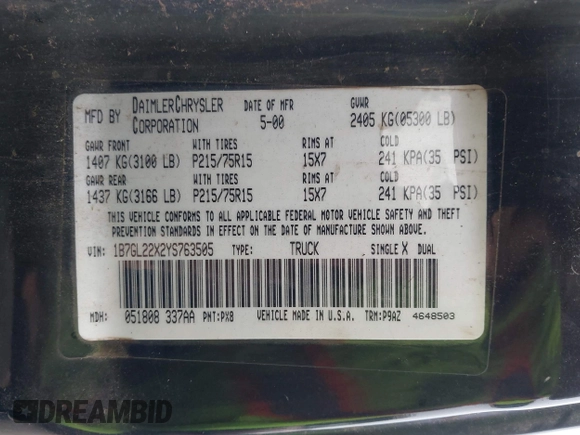 MFD BY DAIMLERCHRYSLER CORPORATION DATE OF MFR 5-00 GVWR 2405 KG(05300 LB)
GAWR FRONT WITH TIRES RIMS AT COLD
1407 KG(3100 LB) P215/75R15 15X7 241 KPA(35 PSI)
GAWR REAR WITH TIRES RIMS AT COLD
1437 KG(3166 LB) P215/75R15 15X7 241 KPA(35 PSI)
THIS VEHICLE CONFORMS TO ALL APPLICABLE FEDERAL MOTOR VEHICLE SAFETY AND THEFT
PREVENTION STANDARDS IN EFFECT ON THE DATE OF MANUFACTURE SHOWN ABOVE.
VIN: 1B7GL22X2YS763505 TYPE: TRUCK SINGLE X DUAL
MDH: 051808 337AA PNT:PX8 VEHICLE MADE IN U.S.A. TRM:P9AZ 4648503
DREAMBID